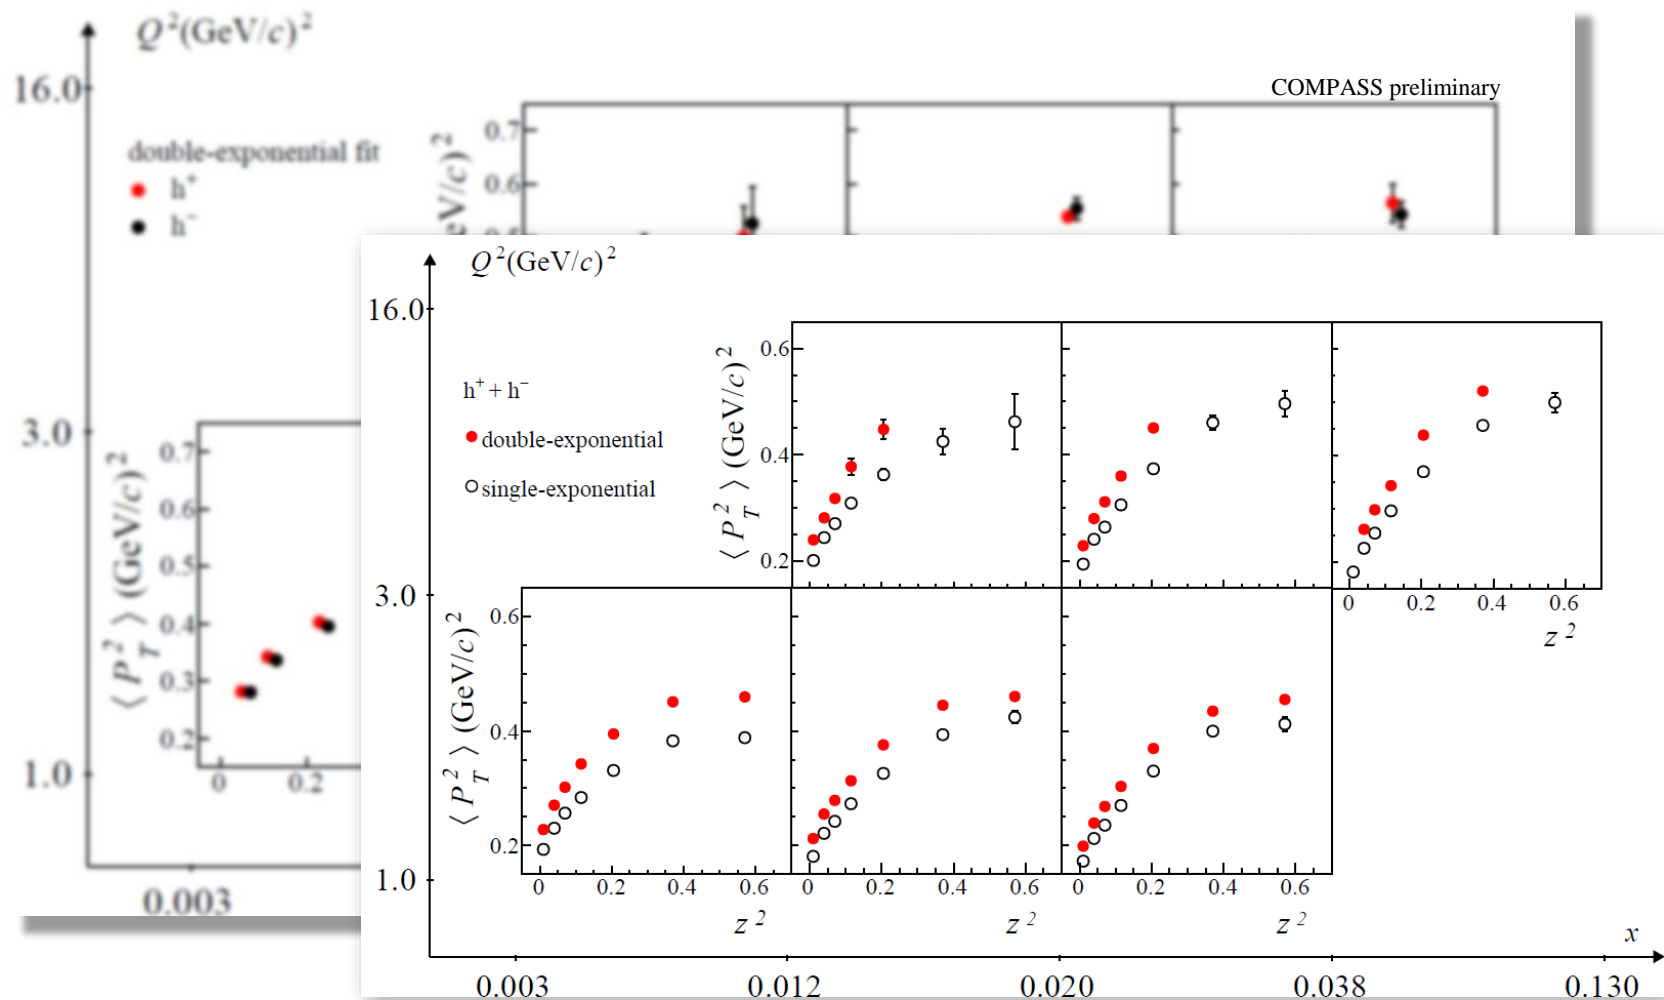 Q²(GeV/c)²
16.0
COMPASS preliminary
double-exponential fit
h⁺
h⁻
0.7
0.6
eV/c)²
3.0
1.0
⟨P_T²⟩(GeV/c)²
0.7
0.6
0.5
0.4
0.3
0.2
0 0.2
0.003
Q²(GeV/c)²
16.0
3.0
1.0
h⁺ + h⁻
double-exponential
single-exponential
⟨P_T²⟩(GeV/c)²
0.6
0.4
0.2
0 0.2 0.4 0.6
z²
⟨P_T²⟩(GeV/c)²
0.6
0.4
0.2
0 0.2 0.4 0.6 0 0.2 0.4 0.6 0 0.2 0.4 0.6
z² z² z²
x
0.003 0.012 0.020 0.038 0.130